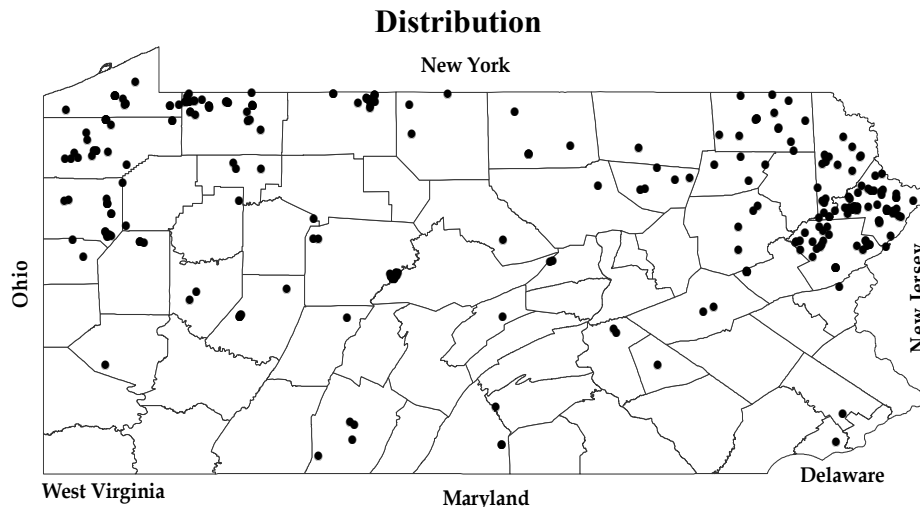 Distribution
New York
Ohio
New Jersey
West Virginia
Maryland
Delaware